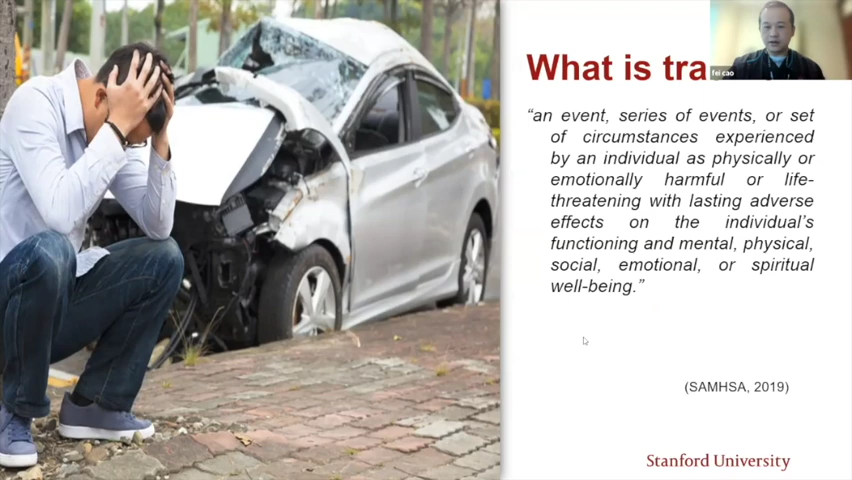 What is tra
fei cao
“an event, series of events, or set
of circumstances experienced
by an individual as physically or
emotionally harmful or life-
threatening with lasting adverse
effects on the individual’s
functioning and mental, physical,
social, emotional, or spiritual
well-being.”
(SAMHSA, 2019)
Stanford University